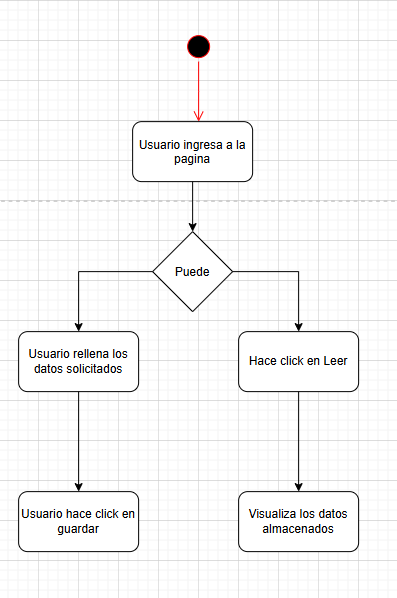 Usuario ingresa a la
pagina
Puede
Usuario rellena los
datos solicitados
Hace click en Leer
Usuario hace click en
guardar
Visualiza los datos
almacenados